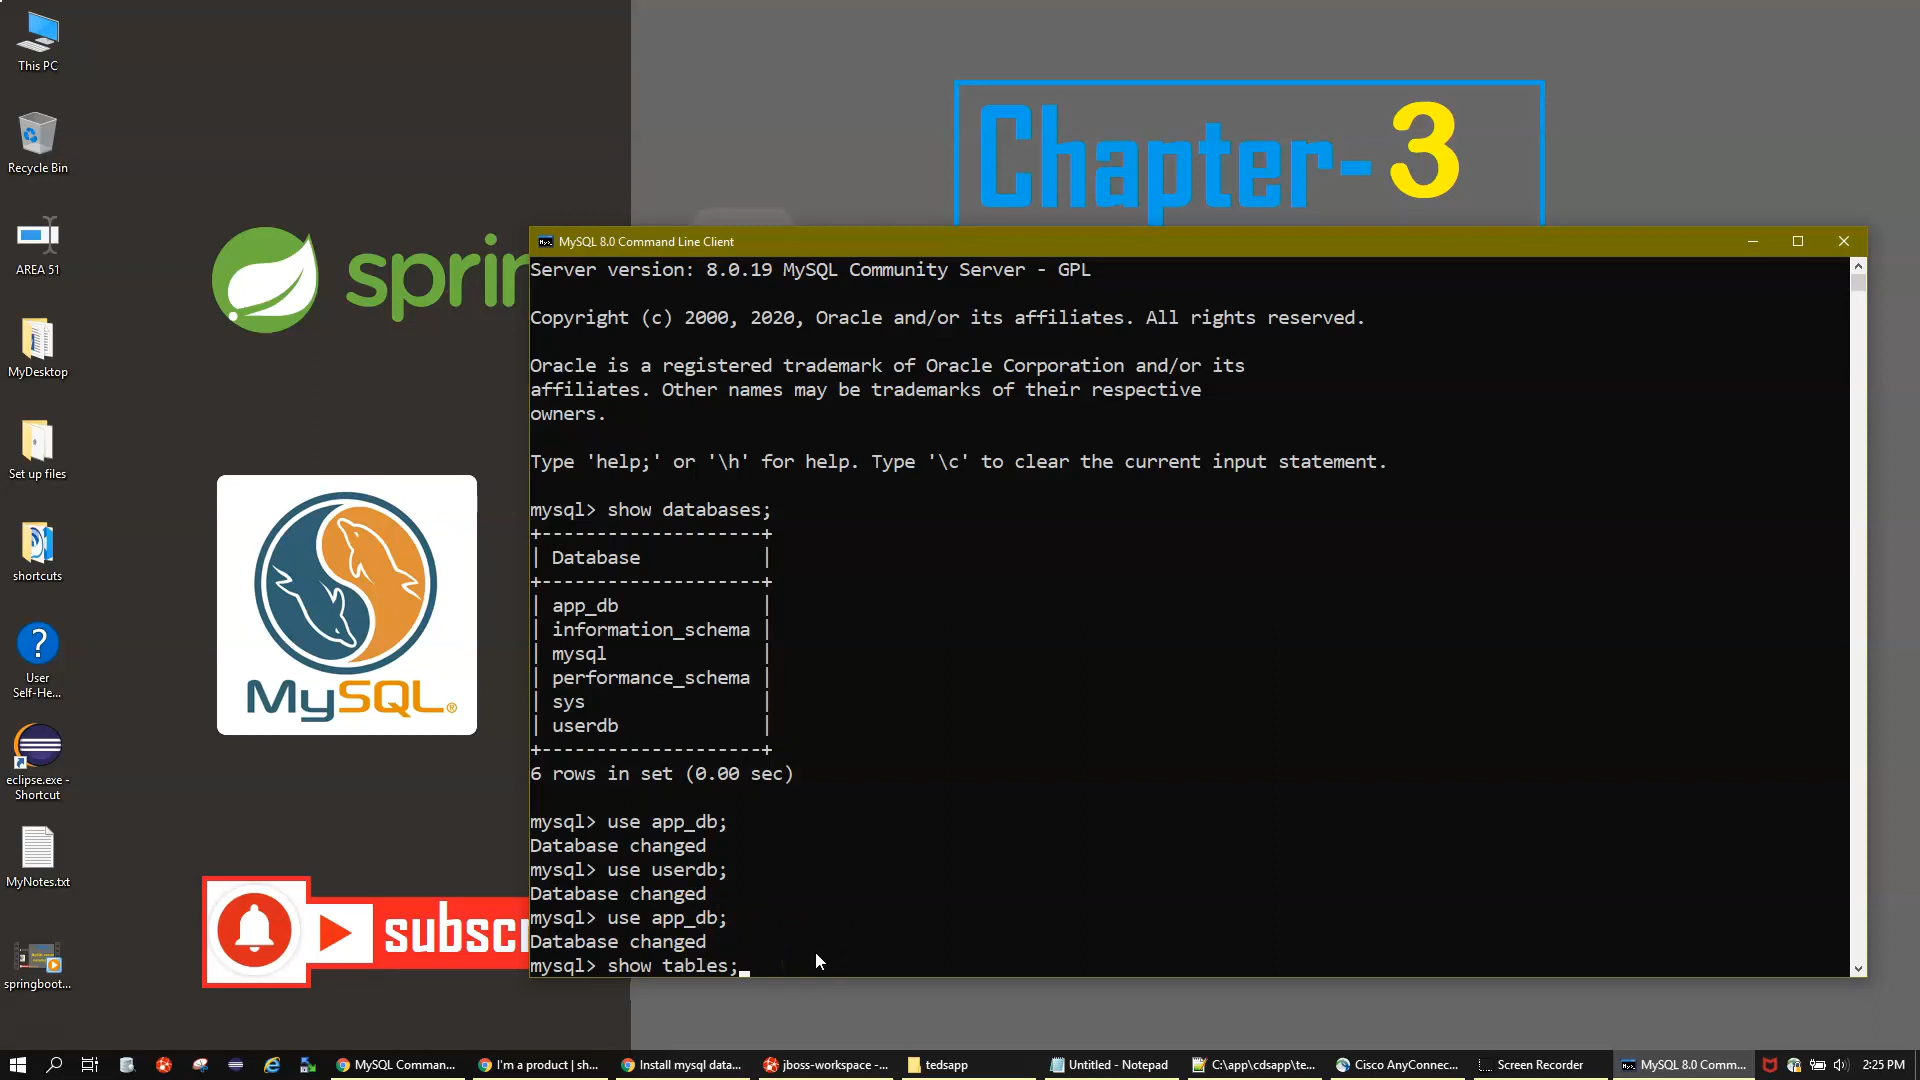 This PC
Recycle Bin
AREA 51
MyDesktop
Set up files
shortcuts
User
Self-He...
eclipse.exe -
Shortcut
MyNotes.txt
springboot...
Chapter-3
MySQL®
subscr
MySQL 8.0 Command Line Client
Server version: 8.0.19 MySQL Community Server - GPL
Copyright (c) 2000, 2020, Oracle and/or its affiliates. All rights reserved.
Oracle is a registered trademark of Oracle Corporation and/or its
affiliates. Other names may be trademarks of their respective
owners.
Type 'help;' or '\h' for help. Type '\c' to clear the current input statement.
mysql> show databases;
+--------------------+
| Database           |
+--------------------+
| app_db             |
| information_schema |
| mysql              |
| performance_schema |
| sys                |
| userdb             |
+--------------------+
6 rows in set (0.00 sec)
mysql> use app_db;
Database changed
mysql> use userdb;
Database changed
mysql> use app_db;
Database changed
mysql> show tables;
MySQL Comman...
I'm a product | sh...
Install mysql data...
jboss-workspace -...
tedsapp
Untitled - Notepad
C:\app\cdsapp\te...
Cisco AnyConnec...
Screen Recorder
MySQL 8.0 Comm...
2:25 PM